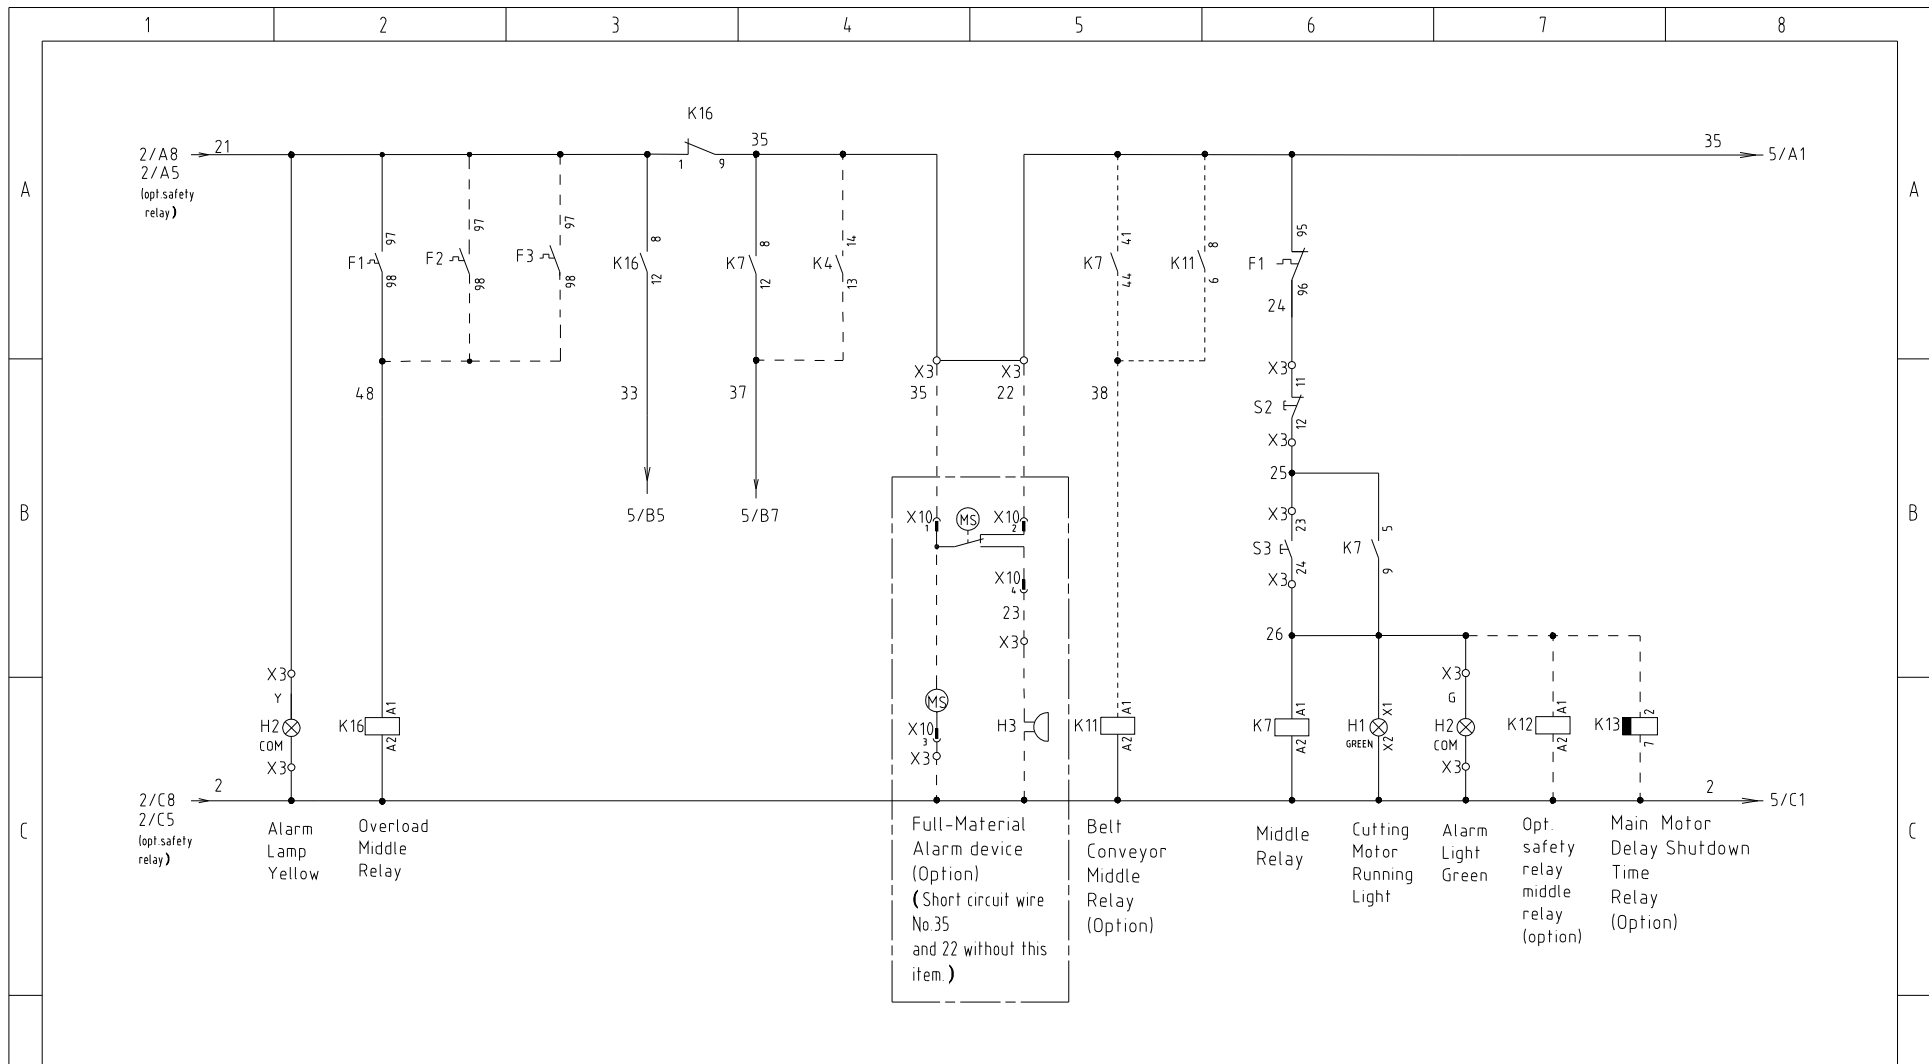 1 2 3 4 5 6 7 8
K16
2/A8 21 1 9 35 35 5/A1
2/A5
(opt.safety
relay)
A A
97 97 97 8 8 14 41 8 95
F1 F2 F3 K16 K7 K4 K7 K11 F1
98 98 98 12 12 13 44 6 96
24
X3 X3 X3
48 33 37 35 22 38 11
S2
12
X3
25
B B
5/B5 5/B7 X10 1 MS X10 2 X3 23 5
S3 K7
24 9
X10 4 X3
23
26
X3
X3 X3
Y G
MS
A1 A1 A1 X1 A1 2
H2 K16 H3 K11 K7 H1 H2 K12 K13
COM GREEN COM
A2 A2 A2 X2 A2 7
X10 3
X3 X3 X3
2/C8 2 2 5/C1
2/C5
(opt.safety
relay)
C C
Alarm
Lamp
Yellow
Overload
Middle
Relay
Full-Material
Alarm device
(Option)
(Short circuit wire
No.35
and 22 without this
item.)
Belt
Conveyor
Middle
Relay
(Option)
Middle
Relay
Cutting
Motor
Running
Light
Alarm
Light
Green
Opt.
safety
relay
middle
relay
(option)
Main Motor
Delay Shutdown
Time
Relay
(Option)